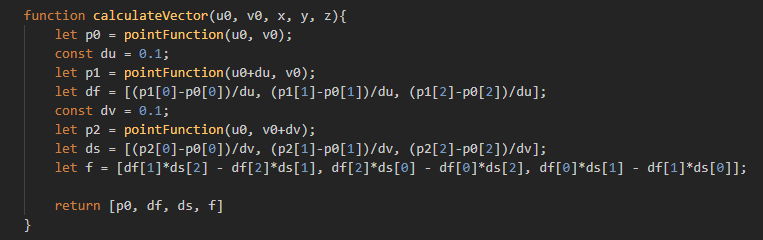 function calculateVector(u0, v0, x, y, z){
    let p0 = pointFunction(u0, v0);
    const du = 0.1;
    let p1 = pointFunction(u0+du, v0);
    let df = [(p1[0]-p0[0])/du, (p1[1]-p0[1])/du, (p1[2]-p0[2])/du];
    const dv = 0.1;
    let p2 = pointFunction(u0, v0+dv);
    let ds = [(p2[0]-p0[0])/dv, (p2[1]-p0[1])/dv, (p2[2]-p0[2])/dv];
    let f = [df[1]*ds[2] - df[2]*ds[1], df[2]*ds[0] - df[0]*ds[2], df[0]*ds[1] - df[1]*ds[0]];

    return [p0, df, ds, f]
}